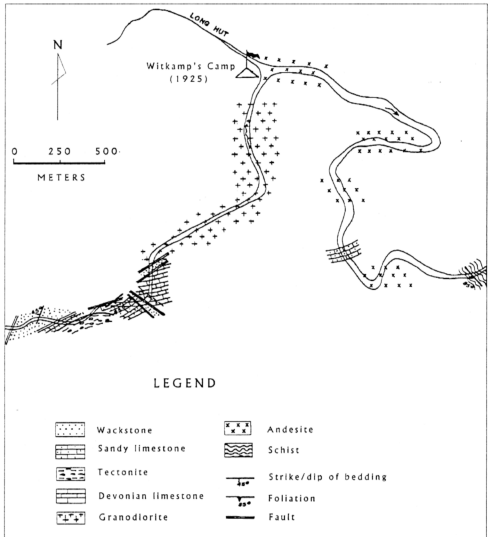 LONG HUT
N
Witkamp's Camp
(1925)
0 250 500
METERS
LEGEND
Wackstone
Sandy limestone
Tectonite
Devonian limestone
Granodiorite
Andesite
Schist
Strike/dip of bedding
Foliation
Fault